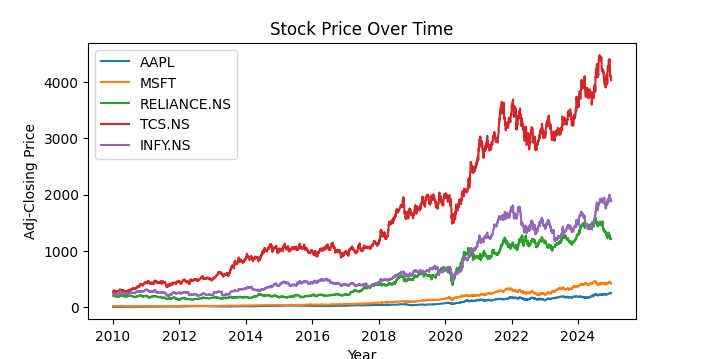 Stock Price Over Time
AAPL
MSFT
RELIANCE.NS
TCS.NS
INFY.NS
Adj-Closing Price
4000
3000
2000
1000
0
2010 2012 2014 2016 2018 2020 2022 2024
Year